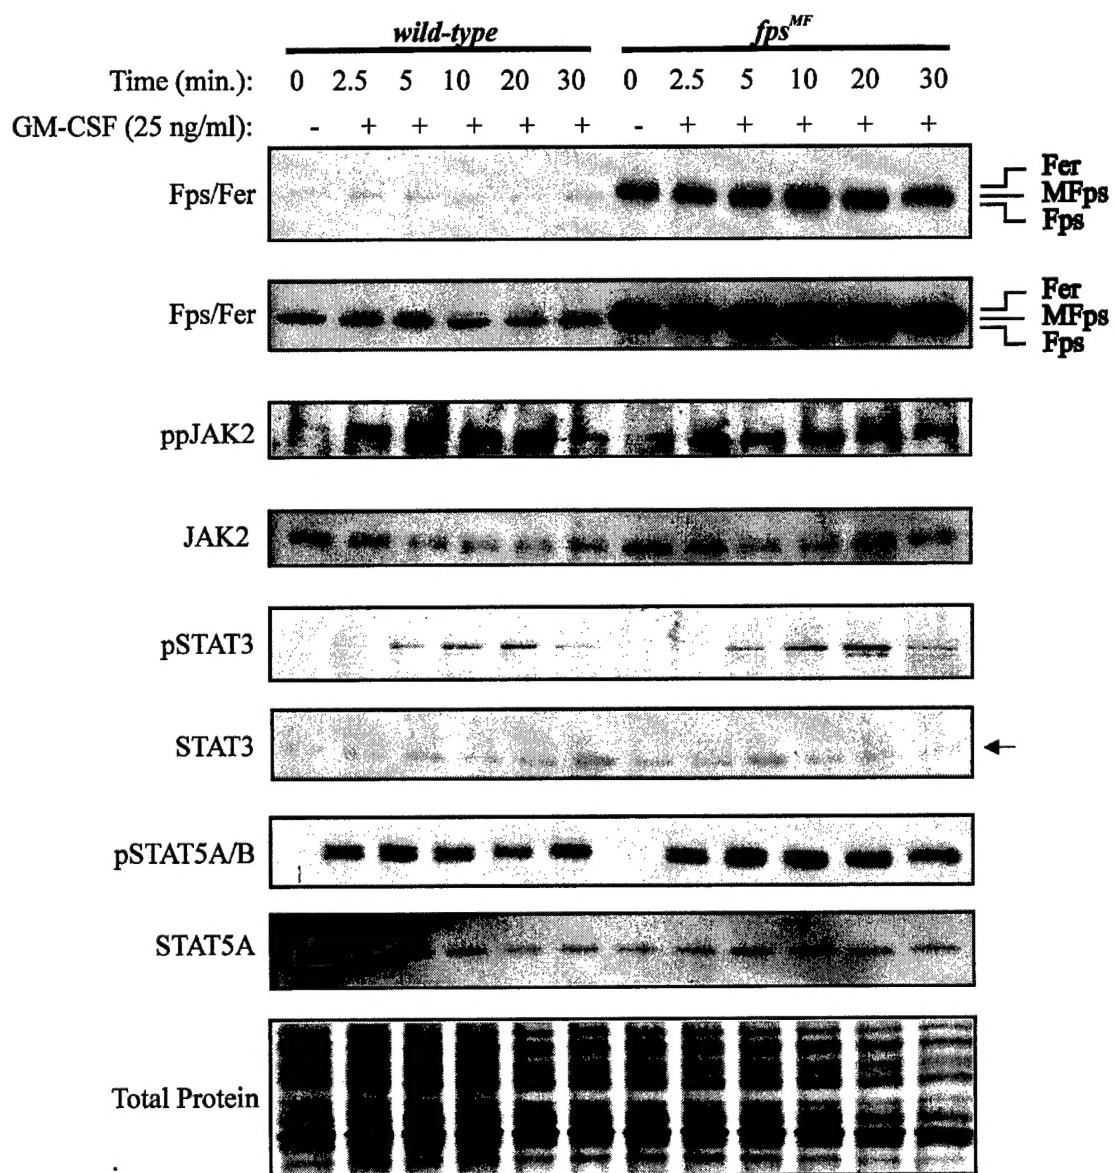 wild-type fps^MF
Time (min.): 0 2.5 5 10 20 30 0 2.5 5 10 20 30
GM-CSF (25 ng/ml): - + + + + + - + + + + +
Fps/Fer
Fer
MFps
Fps
Fps/Fer
Fer
MFps
Fps
ppJAK2
JAK2
pSTAT3
STAT3
pSTAT5A/B
STAT5A
Total Protein